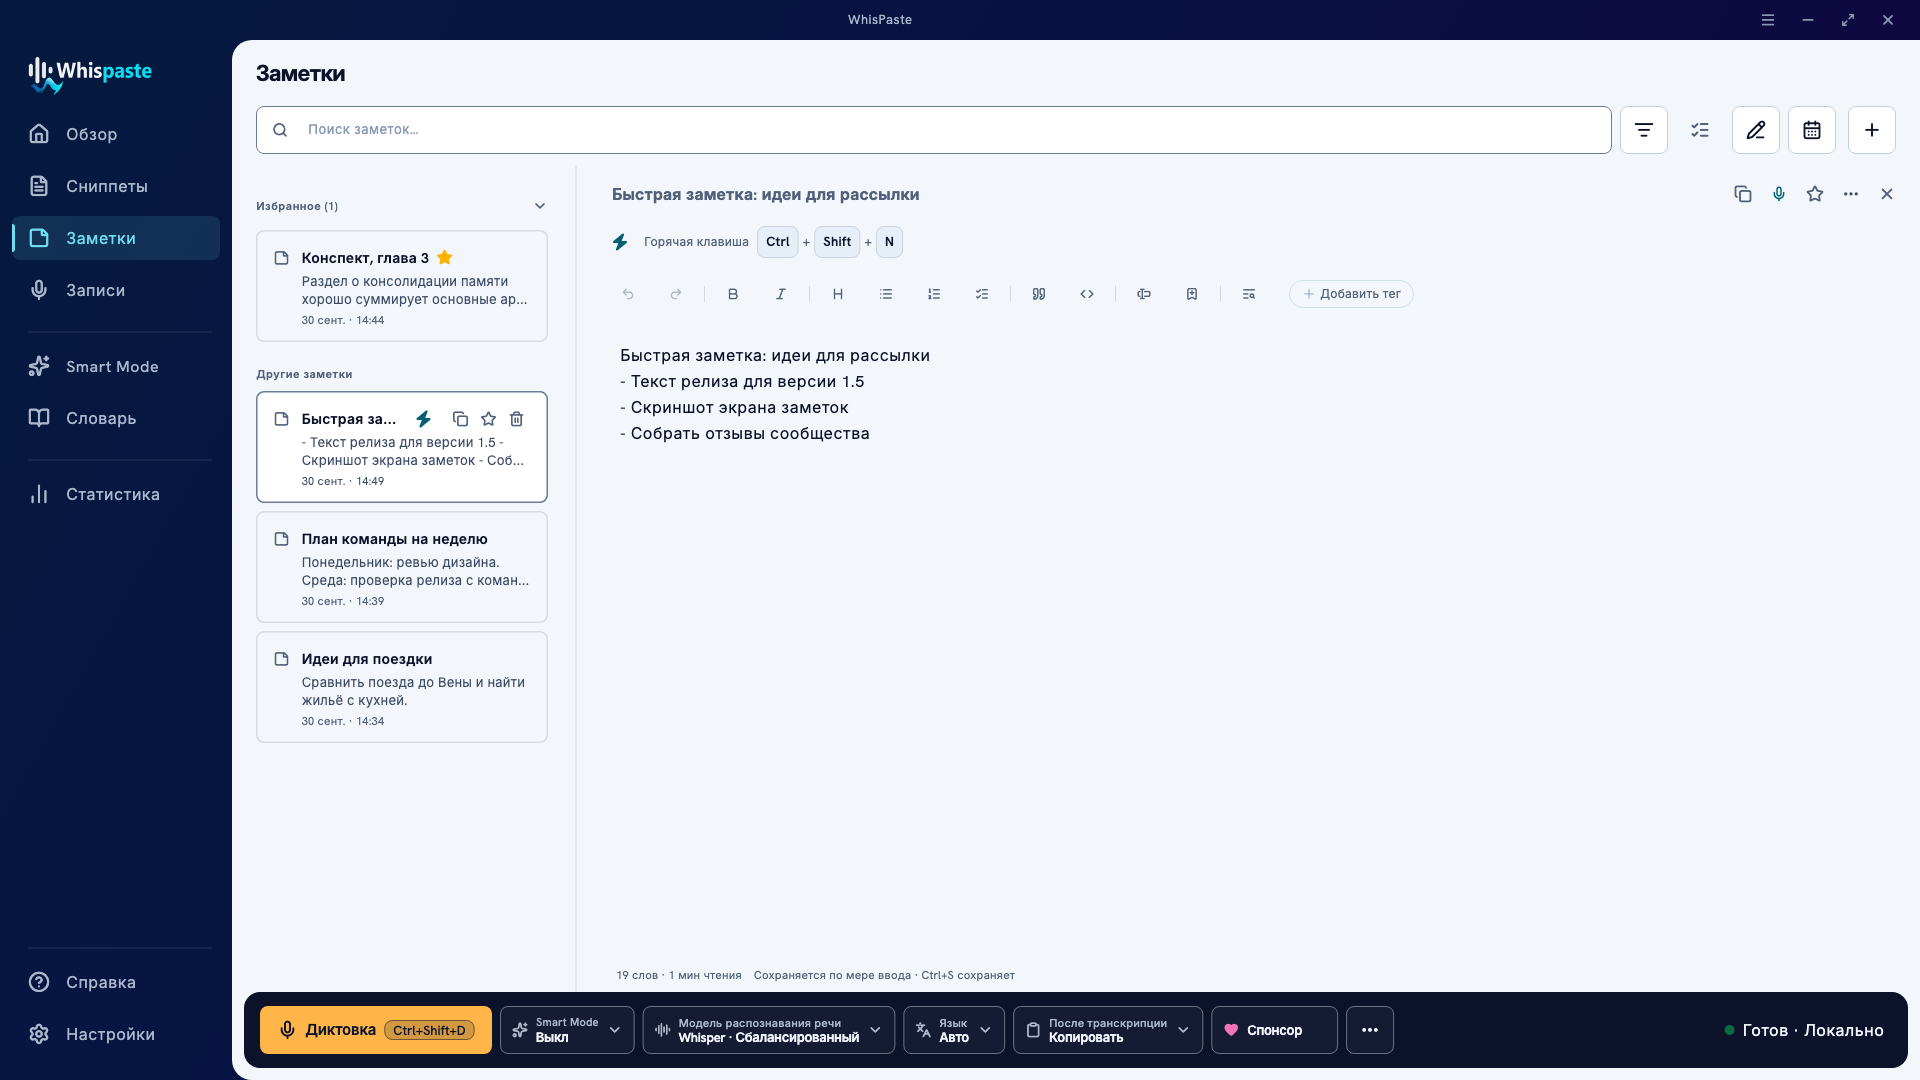 WhisPaste
Whispaste
Обзор
Сниппеты
Заметки
Записи
Smart Mode
Словарь
Статистика
Справка
Настройки
Заметки
Поиск заметок...
Избранное (1)
Конспект, глава 3
Раздел о консолидации памяти
хорошо суммирует основные ар...
30 сент. · 14:44
Другие заметки
Быстрая за...
- Текст релиза для версии 1.5 -
Скриншот экрана заметок - Соб...
30 сент. · 14:49
План команды на неделю
Понедельник: ревью дизайна.
Среда: проверка релиза с коман...
30 сент. · 14:39
Идеи для поездки
Сравнить поезда до Вены и найти
жильё с кухней.
30 сент. · 14:34
Быстрая заметка: идеи для рассылки
Горячая клавиша Ctrl + Shift + N
B I H
Добавить тег
Быстрая заметка: идеи для рассылки
- Текст релиза для версии 1.5
- Скриншот экрана заметок
- Собрать отзывы сообщества
19 слов · 1 мин чтения Сохраняется по мере ввода · Ctrl+S сохраняет
Диктовка Ctrl+Shift+D
Smart Mode
Выкл
Модель распознавания речи
Whisper · Сбалансированный
Язык
Авто
После транскрипции
Копировать
Спонсор
Готов · Локально